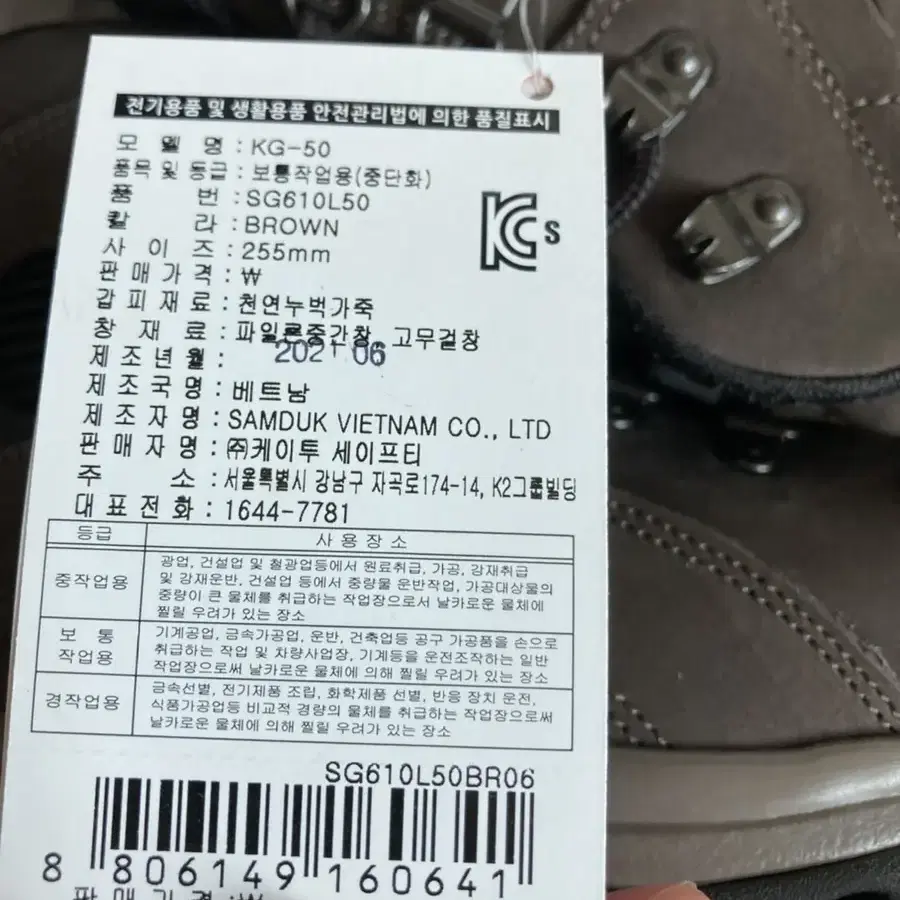 전기용품 및 생활용품 안전관리법에 의한 품질표시
모 델 명 : KG-50
품목 및 등급 : 보통작업용(중단화)
품 번 : SG610L50
칼 라 : BROWN
사 이 즈 : 255mm
판 매 가 격 : ₩
갑 피 재 료 : 천연누벅가죽
창 재 료 : 파일론중간창, 고무겉창
제 조 년 월 : 2021 06
제 조 국 명 : 베트남
제 조 자 명 : SAMDUK VIETNAM CO., LTD
판 매 자 명 : ㈜케이투 세이프티
주 소 : 서울특별시 강남구 자곡로174-14, K2그룹빌딩
대 표 전 화 : 1644-7781
KCs
등급 사 용 장 소
중작업용 광업, 건설업 및 철광업등에서 원료취급, 가공, 강재취급
및 강재운반, 건설업 등에서 중량물 운반작업, 가공대상물의
중량이 큰 물체를 취급하는 작업장으로서 날카로운 물체에
찔릴 우려가 있는 장소
보 통 작업용 기계공업, 금속가공업, 운반, 건축업등 공구 가공품을 손으로
취급하는 작업 및 차량사업장, 기계등을 운전조작하는 일반
작업장으로써 날카로운 물체에 의해 찔릴 우려가 있는 장소
경작업용 금속선별, 전기제품 조립, 화학제품 선별, 반응 장치 운전,
식품가공업등 비교적 경량의 물체를 취급하는 작업장으로써
날카로운 물체에 의해 찔릴 우려가 있는 장소
SG610L50BR06
8 806149 160641
판 매 가 격 : ₩